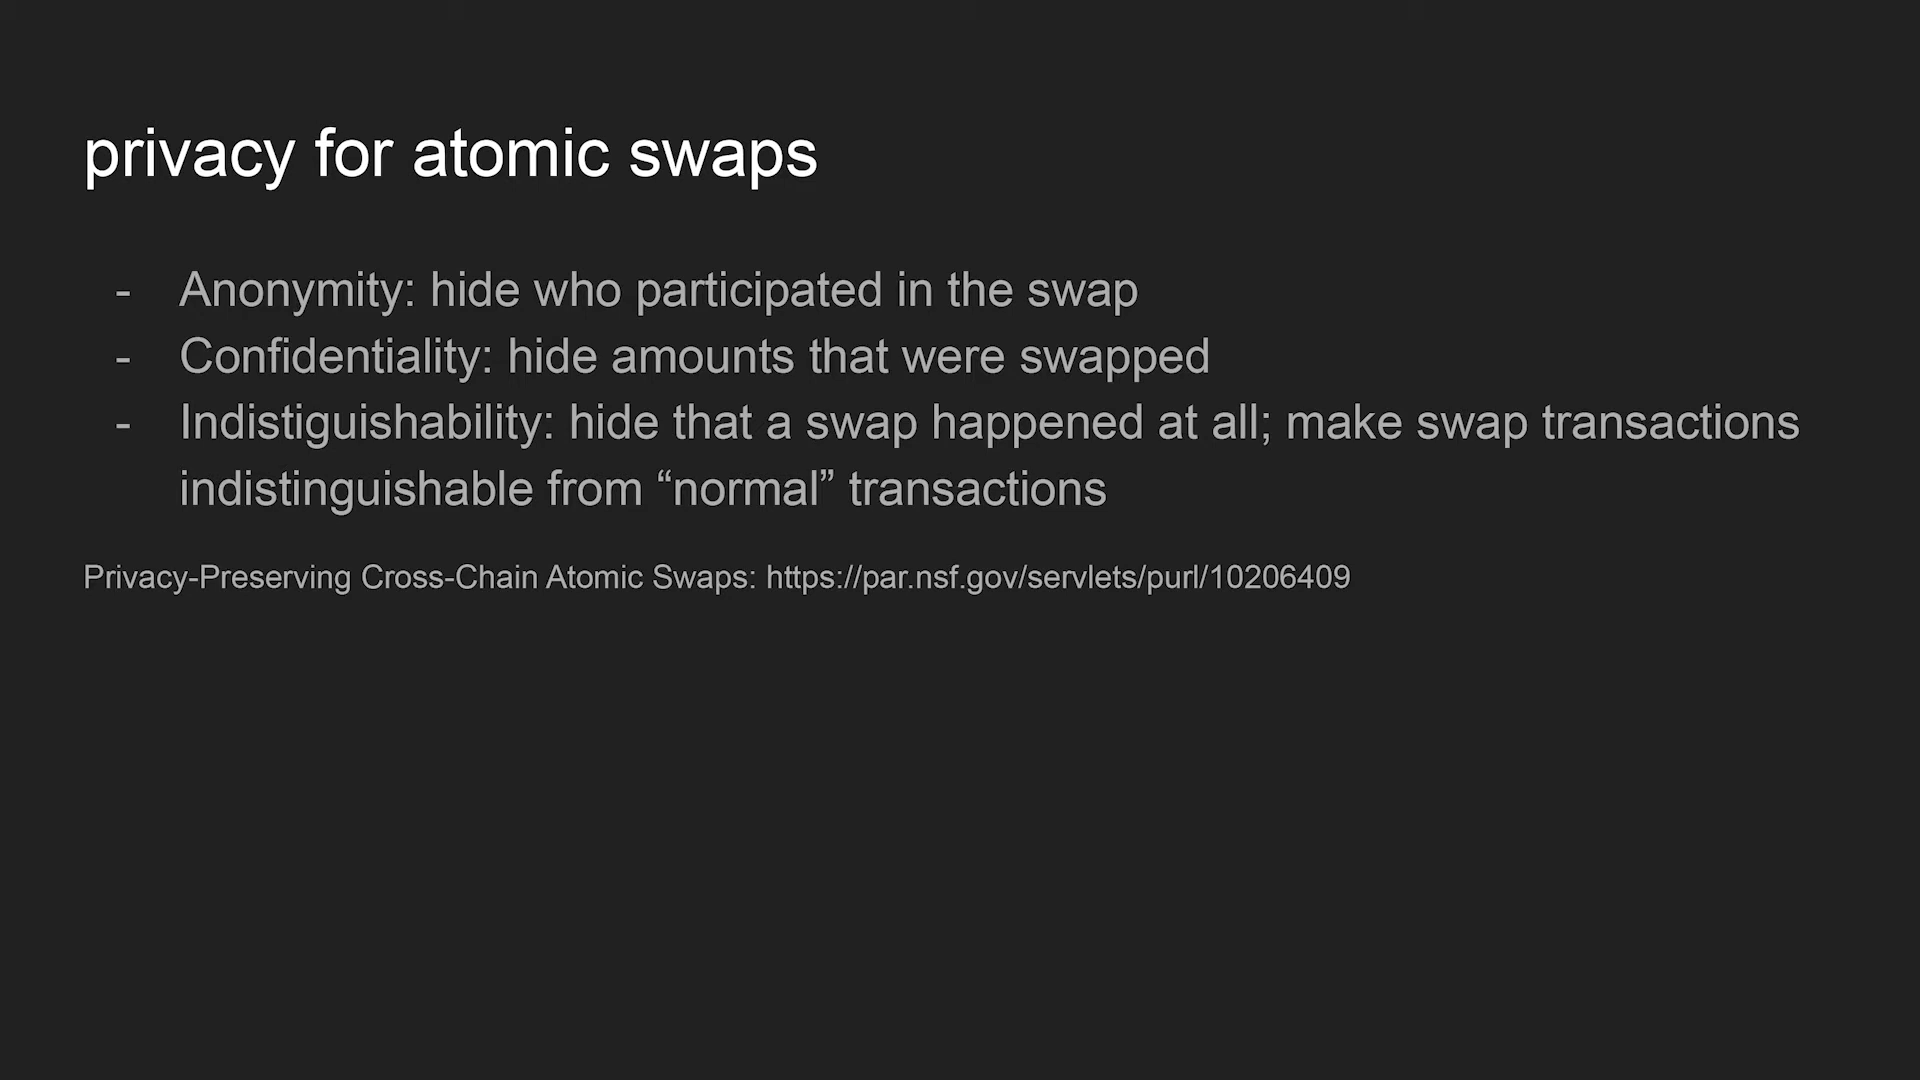 privacy for atomic swaps
- Anonymity: hide who participated in the swap
- Confidentiality: hide amounts that were swapped
- Indistiguishability: hide that a swap happened at all; make swap transactions
indistinguishable from “normal” transactions
Privacy-Preserving Cross-Chain Atomic Swaps: https://par.nsf.gov/servlets/purl/10206409